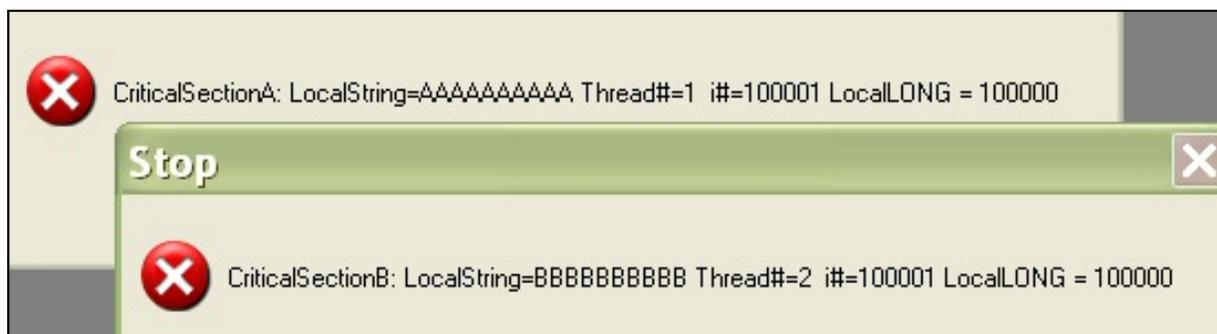 CriticalSectionA: LocalString=AAAAAAAAAA Thread#=1 i#=100001 LocalLONG = 100000
Stop
CriticalSectionB: LocalString=BBBBBBBBBB Thread#=2 i#=100001 LocalLONG = 100000